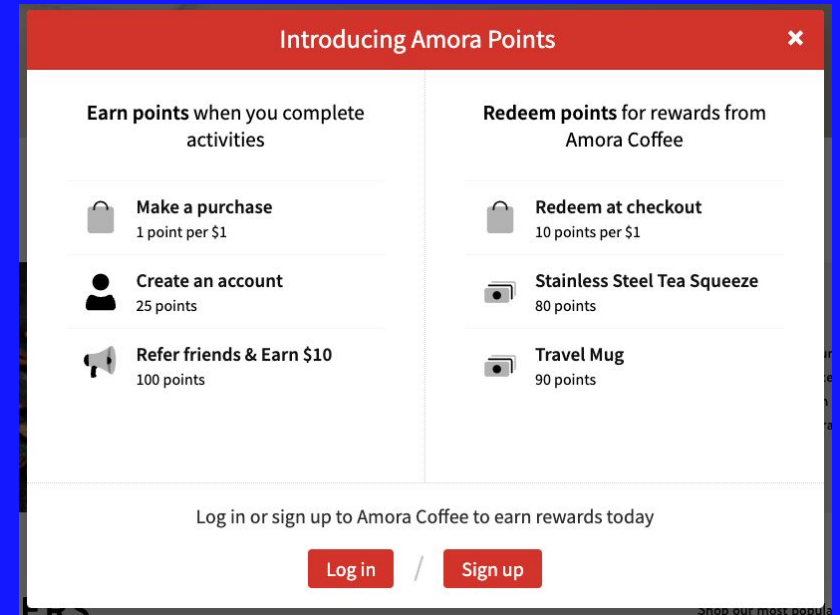 Introducing Amora Points
Earn points when you complete
activities
Make a purchase
1 point per $1
Create an account
25 points
Refer friends & Earn $10
100 points
Redeem points for rewards from
Amora Coffee
Redeem at checkout
10 points per $1
Stainless Steel Tea Squeeze
80 points
Travel Mug
90 points
Log in or sign up to Amora Coffee to earn rewards today
Log in / Sign up